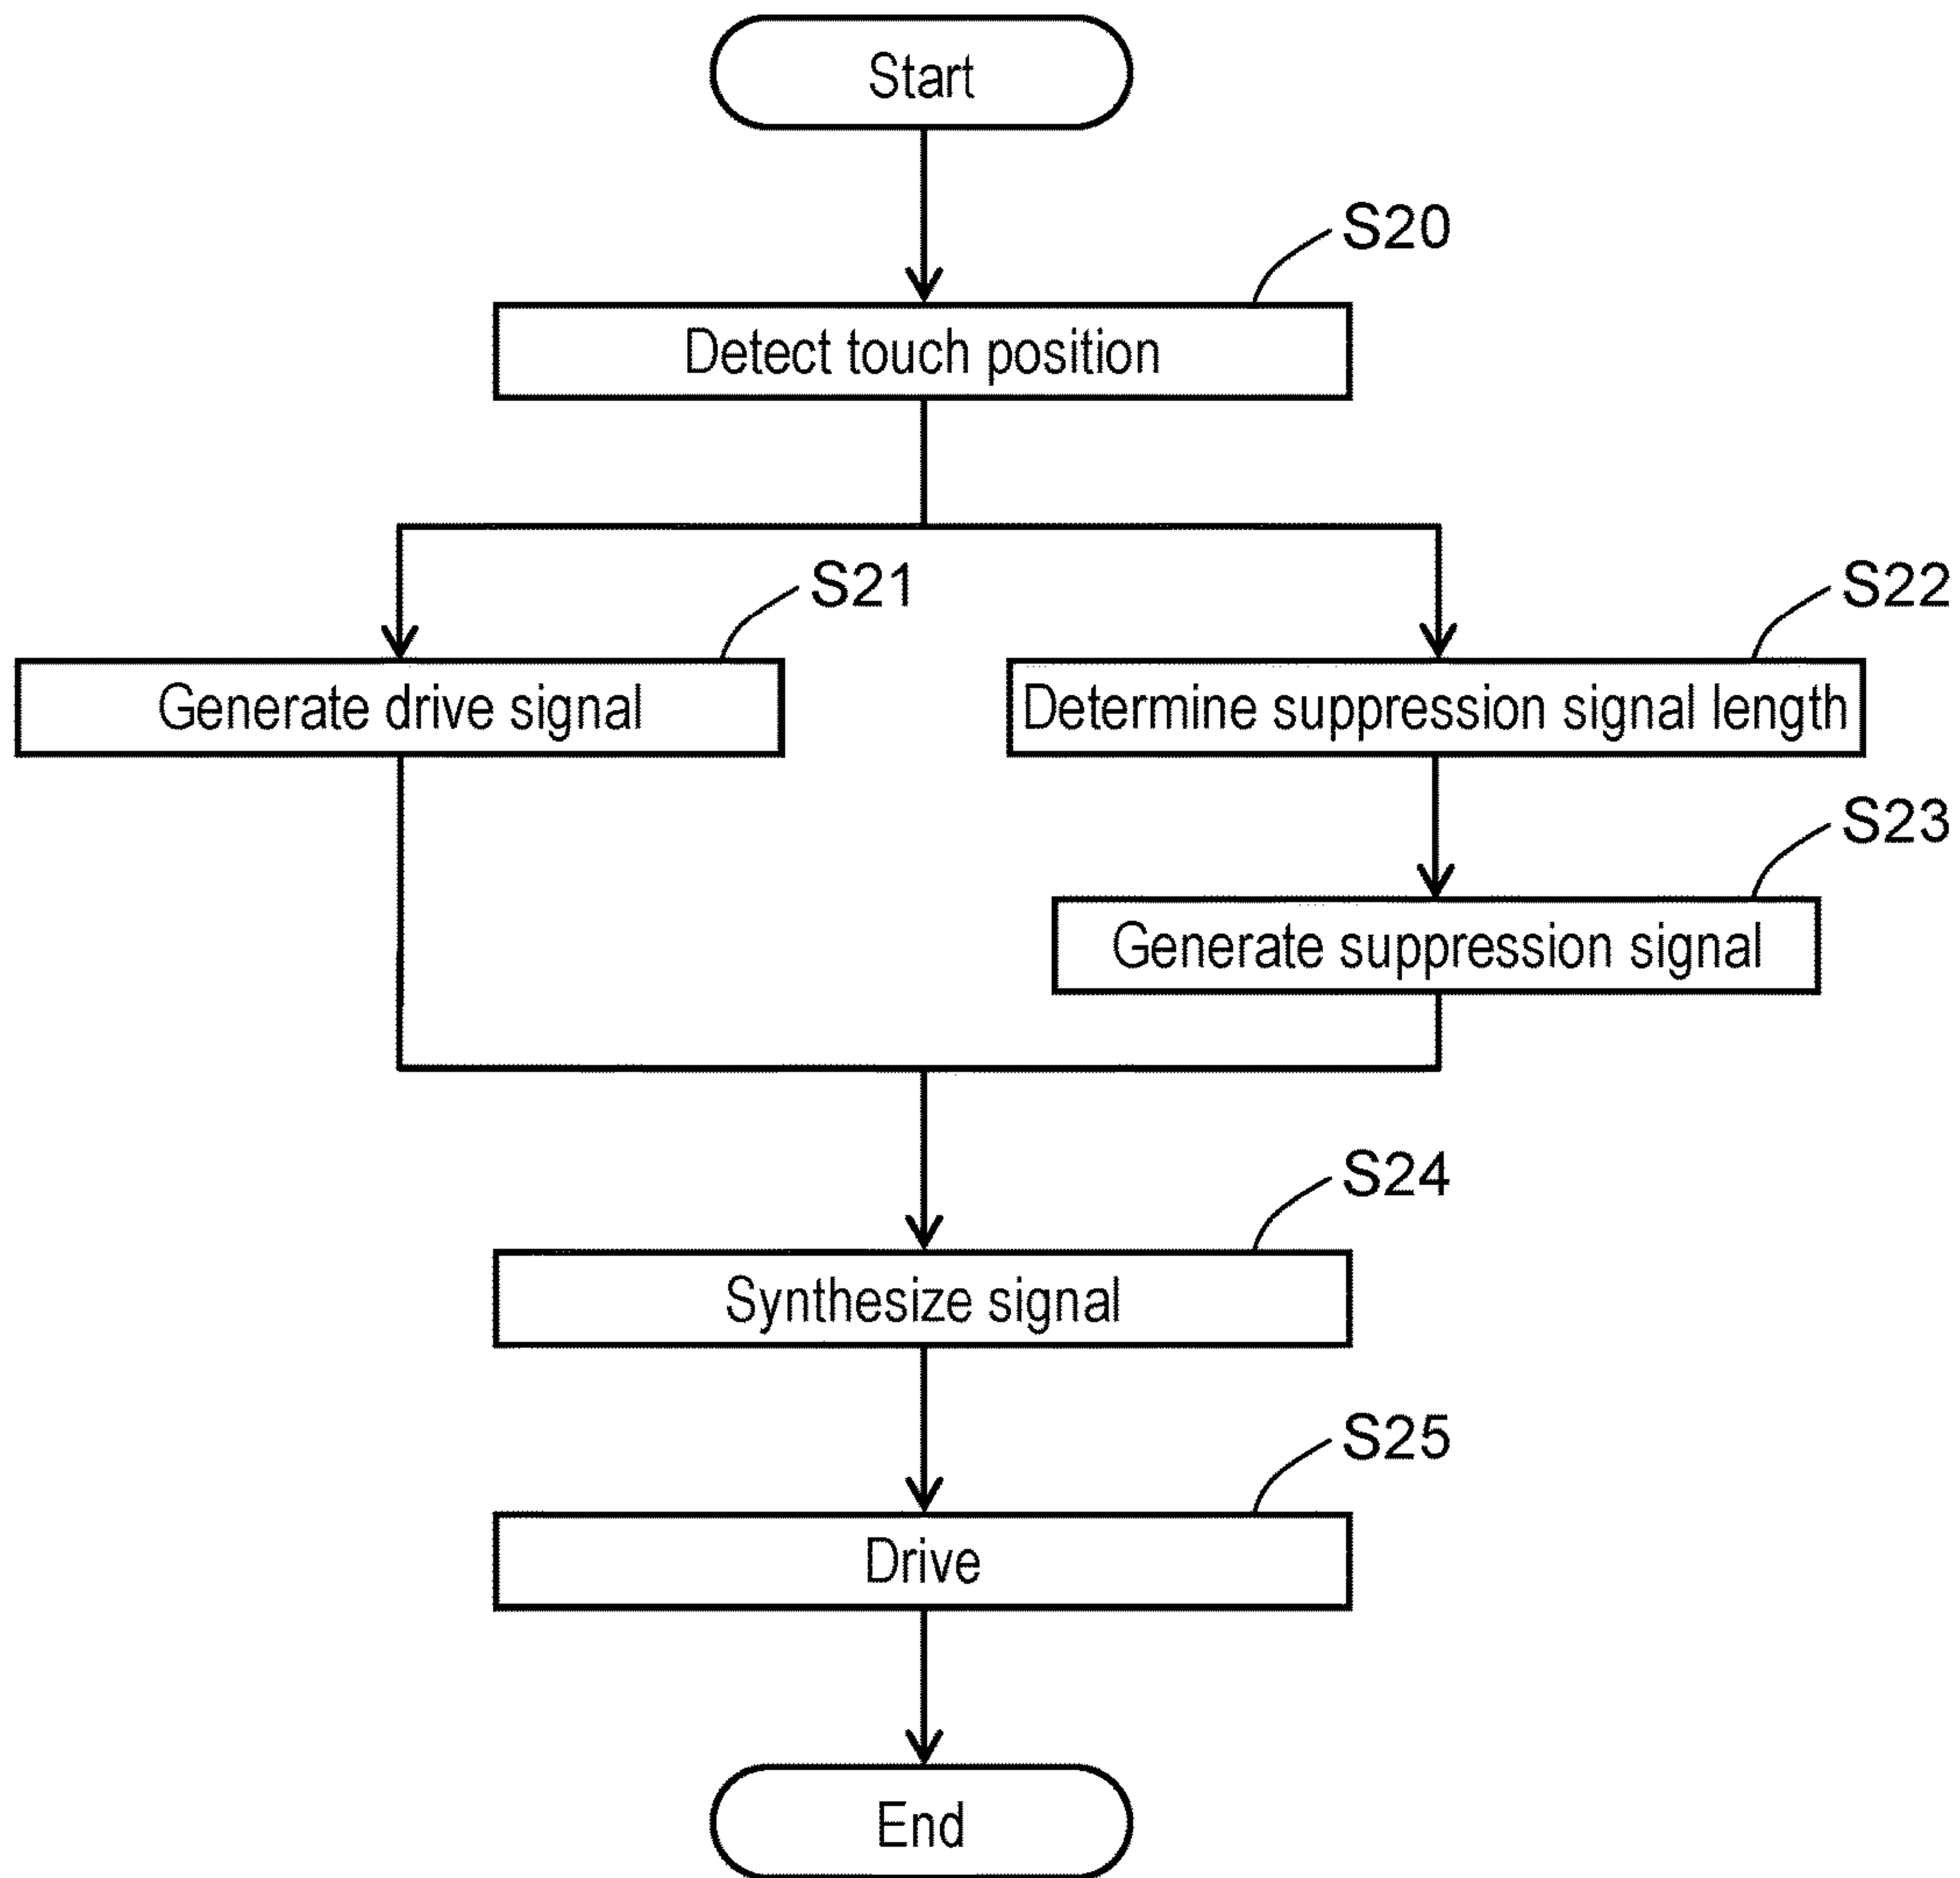 Start
S20
Detect touch position
S21
S22
Generate drive signal
Determine suppression signal length
S23
Generate suppression signal
S24
Synthesize signal
S25
Drive
End